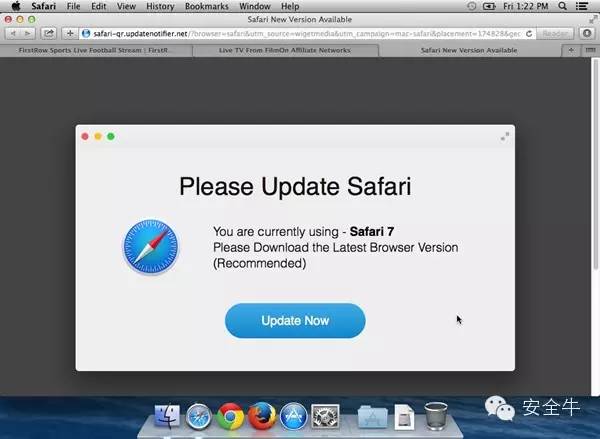 Safari File Edit View History Bookmarks Window Help Fri 1:22 PM
Safari New Version Available
safari-qr.updatenotifier.net/?browser=safari&utm_source=wigetmedia&utm_campaign=mac-safari&placement=174828&geo Reader
FirstRow Sports Live Football Stream | FirstR... Live TV From FilmOn Affiliate Networks Safari New Version Available
Please Update Safari
You are currently using - Safari 7
Please Download the Latest Browser Version
(Recommended)
Update Now
安全牛